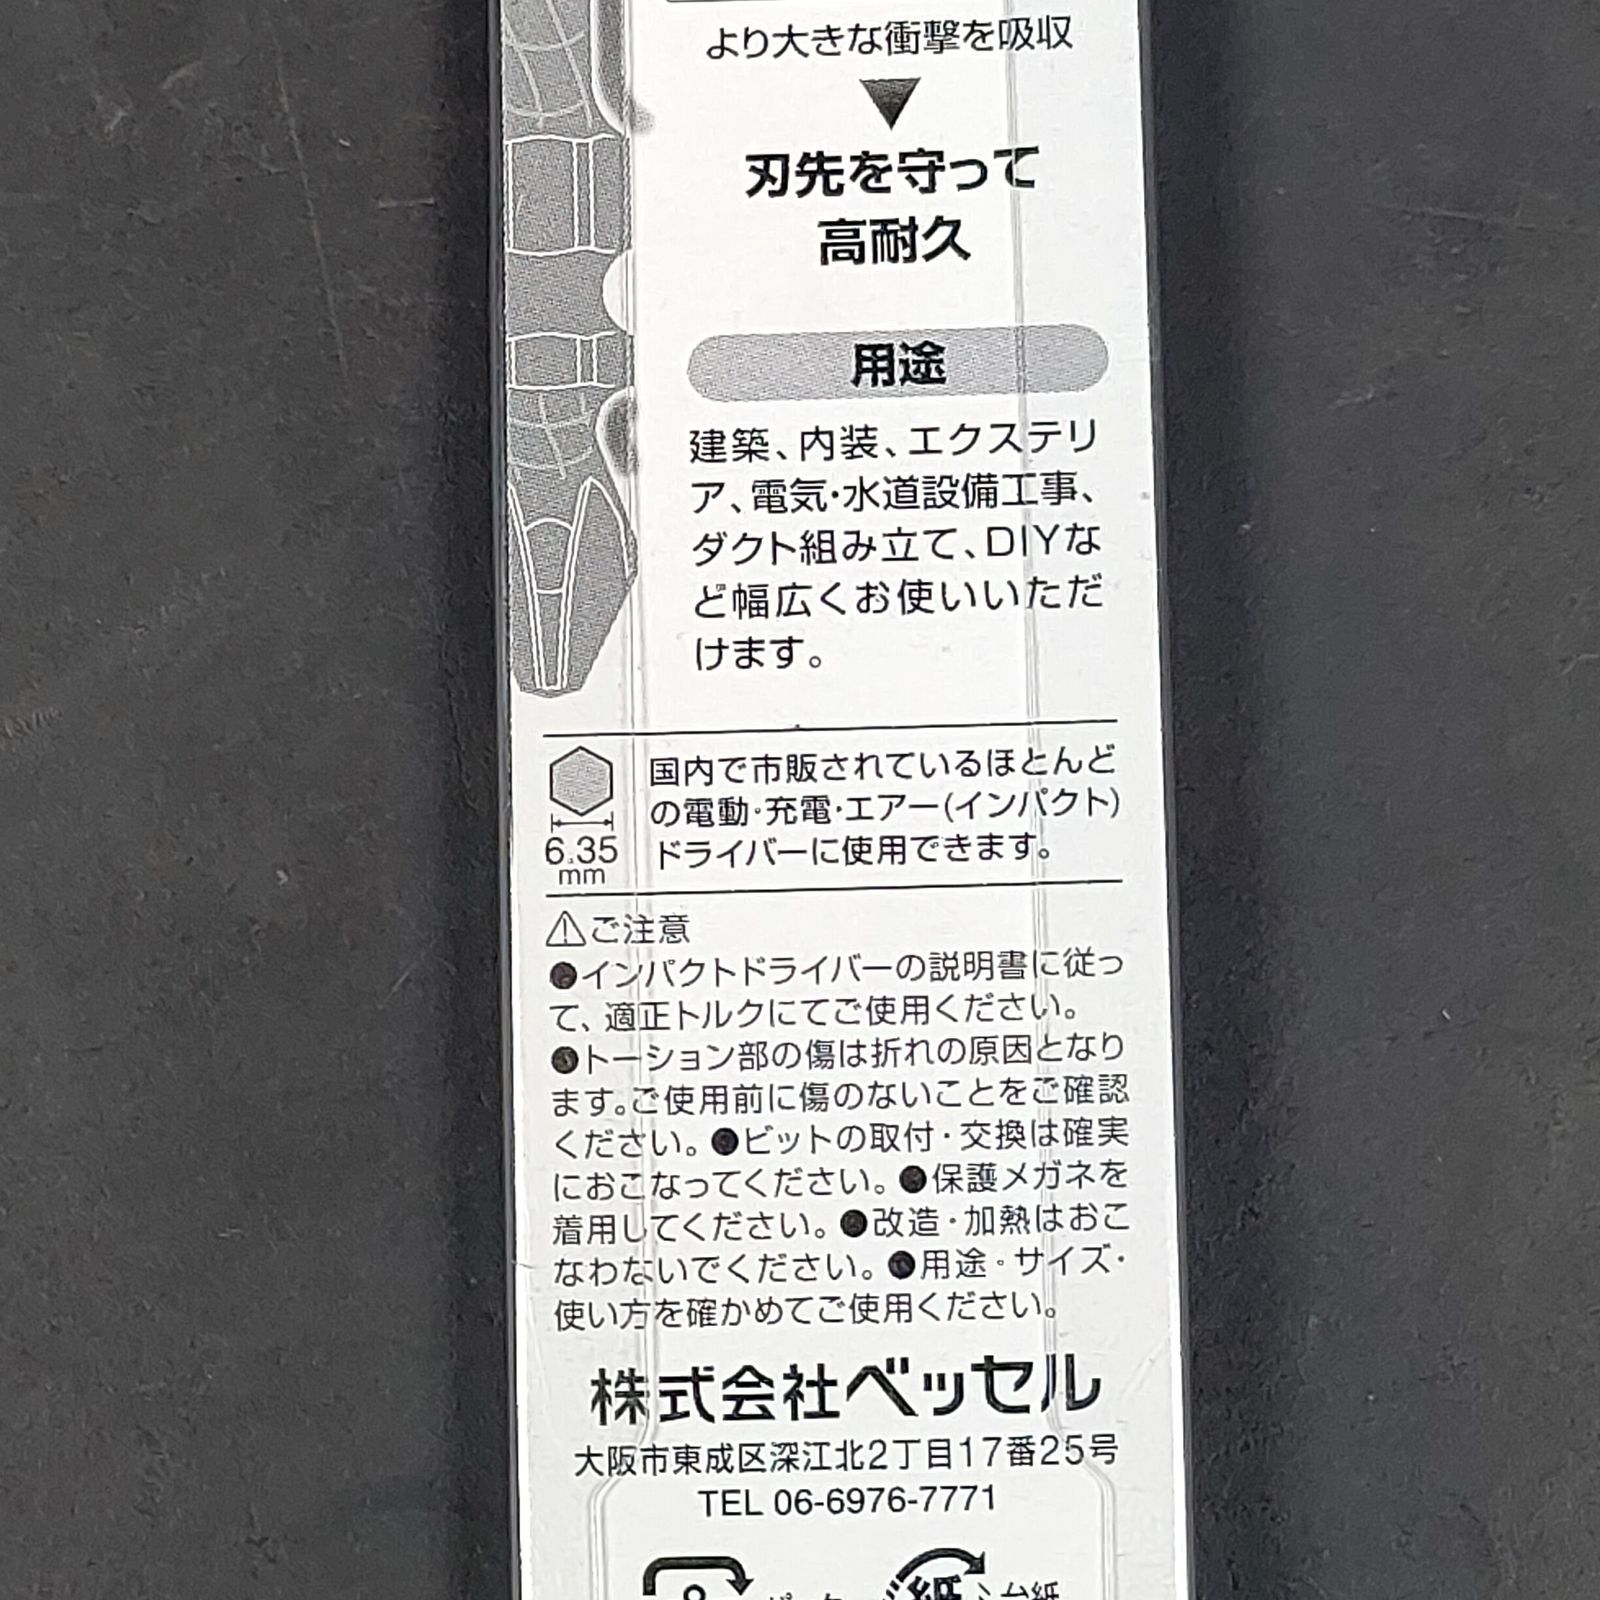 より大きな衝撃を吸収
刃先を守って
高耐久
用途
建築、内装、エクステリ
ア、電気・水道設備工事、
ダクト組み立て、DIYな
ど幅広くお使いいただ
けます。
国内で市販されているほとんど
の電動・充電・エアー(インパクト)
ドライバーに使用できます。
6.35
mm
⚠ご注意
●インパクトドライバーの説明書に従っ
て、適正トルクにてご使用ください。
●トーション部の傷は折れの原因となり
ます。ご使用前に傷のないことをご確認
ください。●ビットの取付・交換は確実
におこなってください。●保護メガネを
着用してください。●改造・加熱はおこ
なわないでください。●用途・サイズ・
使い方を確かめてご使用ください。
株式会社ベッセル
大阪市東成区深江北2丁目17番25号
TEL 06-6976-7771
紙 台紙